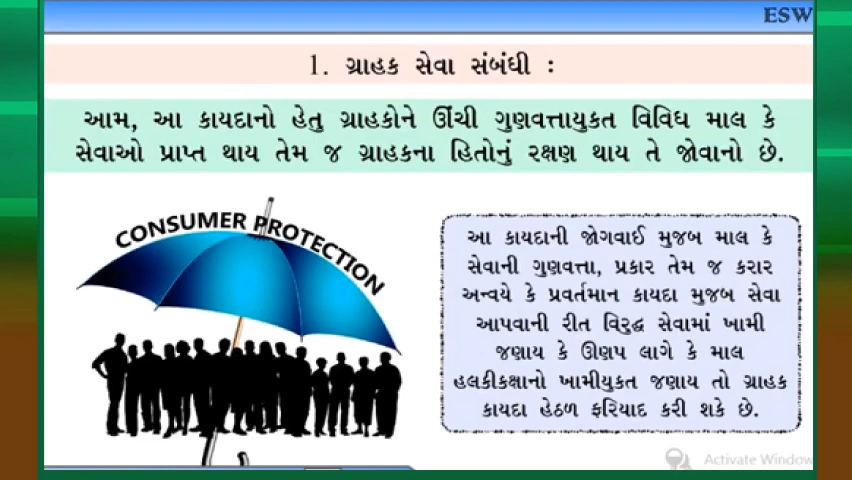 ESW
1. ગ્રાહક સેવા સંબંધી :
આમ, આ કાયદાનો હેતુ ગ્રાહકોને ઊંચી ગુણવત્તાયુકત વિવિધ માલ કે
સેવાઓ પ્રાપ્ત થાય તેમ જ ગ્રાહકના હિતોનું રક્ષણ થાય તે જોવાનો છે.
CONSUMER PROTECTION
આ કાયદાની જોગવાઈ મુજબ માલ કે
સેવાની ગુણવત્તા, પ્રકાર તેમ જ કરાર
અન્વયે કે પ્રવર્તમાન કાયદા મુજબ સેવા
આપવાની રીત વિરુદ્ધ સેવામાં ખામી
જણાય કે ઊણપ લાગે કે માલ
હલકીકક્ષાનો ખામીયુકત જણાય તો ગ્રાહક
કાયદા હેઠળ ફરિયાદ કરી શકે છે.
Activate Window